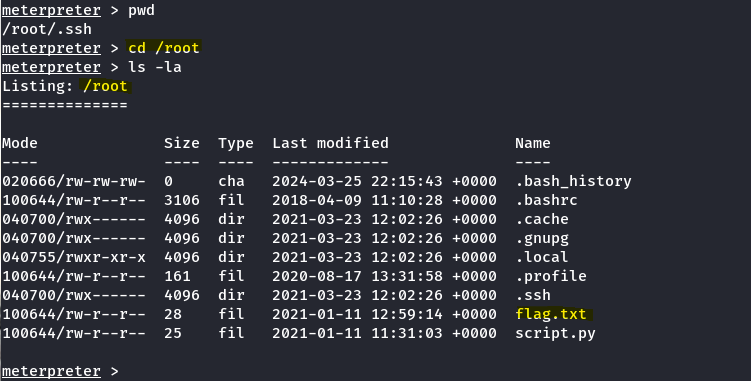 meterpreter > pwd
/root/.ssh
meterpreter > cd /root
meterpreter > ls -la
Listing: /root
==============
Mode Size Type Last modified Name
---- ---- ---- ------------- ----
020666/rw-rw-rw- 0 cha 2024-03-25 22:15:43 +0000 .bash_history
100644/rw-r--r-- 3106 fil 2018-04-09 11:10:28 +0000 .bashrc
040700/rwx------ 4096 dir 2021-03-23 12:02:26 +0000 .cache
040700/rwx------ 4096 dir 2021-03-23 12:02:26 +0000 .gnupg
040755/rwxr-xr-x 4096 dir 2021-03-23 12:02:26 +0000 .local
100644/rw-r--r-- 161 fil 2020-08-17 13:31:58 +0000 .profile
040700/rwx------ 4096 dir 2021-03-23 12:02:26 +0000 .ssh
100644/rw-r--r-- 28 fil 2021-01-11 12:59:14 +0000 flag.txt
100644/rw-r--r-- 25 fil 2021-01-11 11:31:03 +0000 script.py
meterpreter >